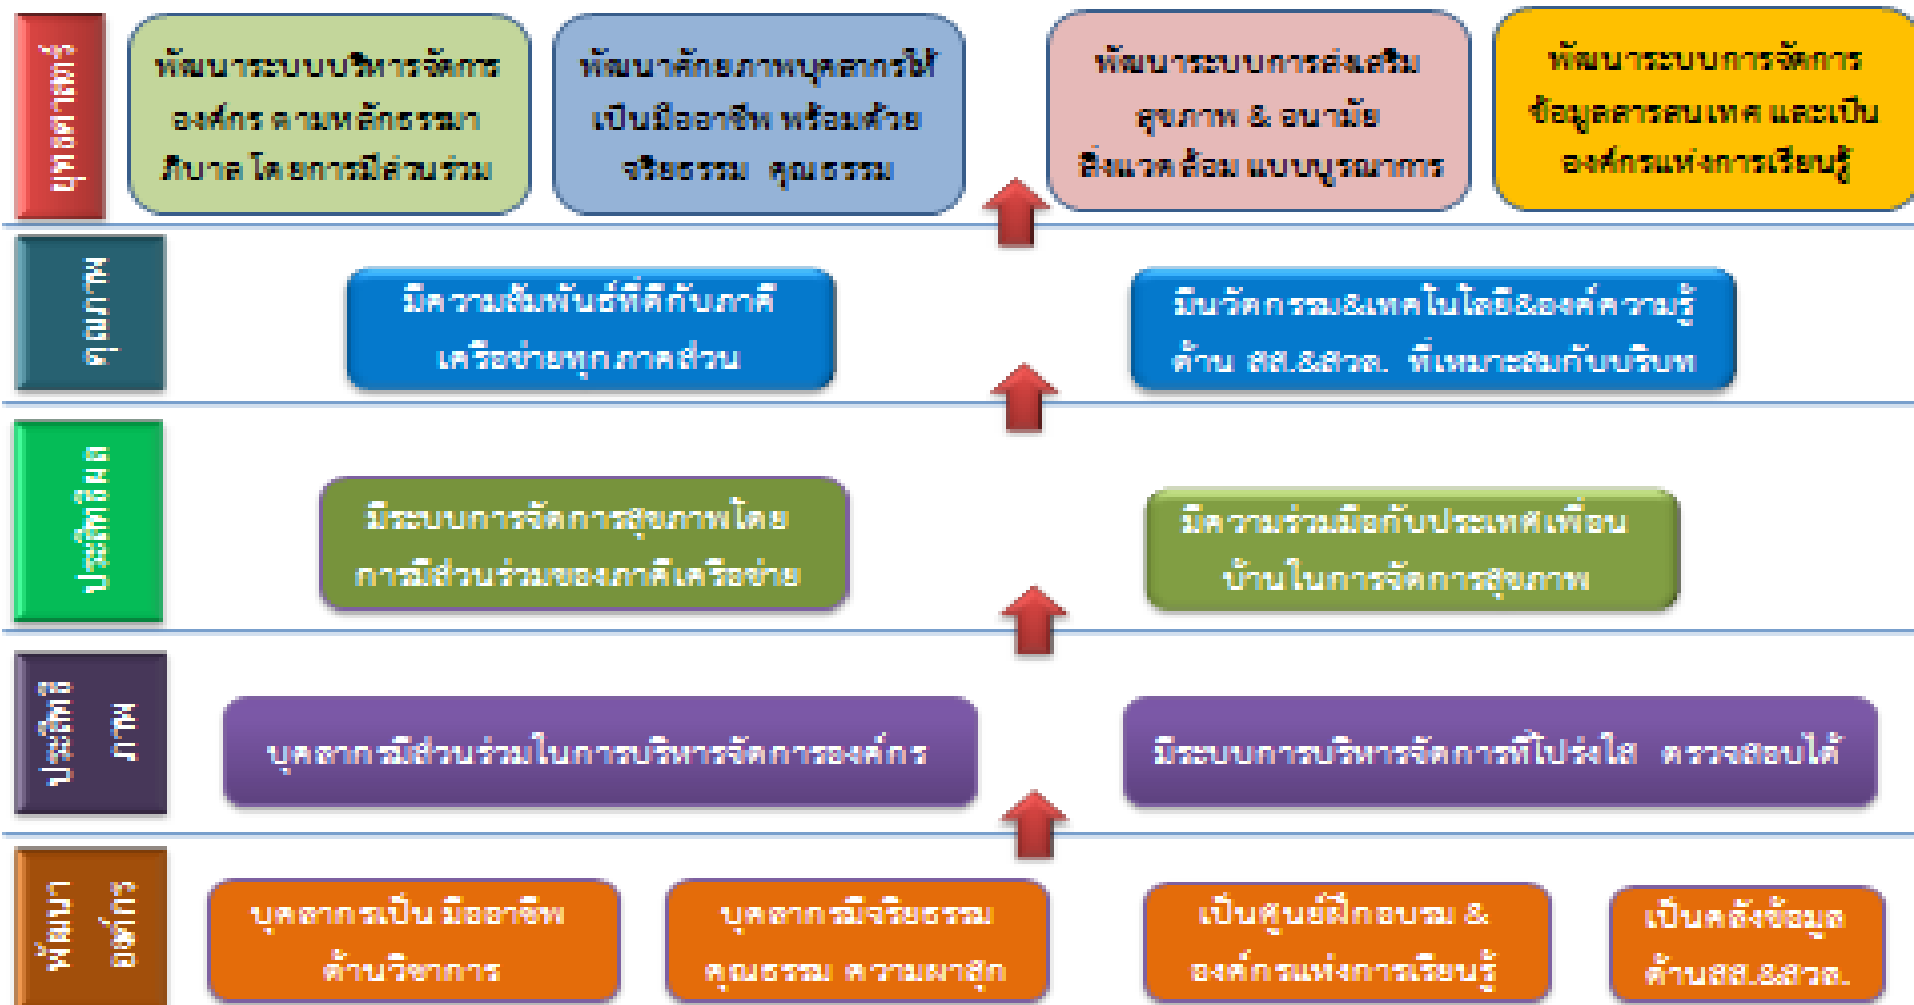 ยุทธศาสตร์
พัฒนาระบบบริหารจัดการ
องค์กร ตามหลักธรรมา
ภิบาล โดยการมีส่วนร่วม
พัฒนาศักยภาพบุคลากรให้
เป็นมืออาชีพ พร้อมด้วย
จริยธรรม คุณธรรม
พัฒนาระบบการส่งเสริม
สุขภาพ & อนามัย
สิ่งแวดล้อม แบบบูรณาการ
พัฒนาระบบการจัดการ
ข้อมูลสารสนเทศ และเป็น
องค์กรแห่งการเรียนรู้
คุณภาพ
มีความสัมพันธ์ที่ดีกับภาคี
เครือข่ายทุกภาคส่วน
มีนวัตกรรม&เทคโนโลยี&องค์ความรู้
ด้าน สส.&สวล. ที่เหมาะสมกับบริบท
ประสิทธิผล
มีระบบการจัดการสุขภาพโดย
การมีส่วนร่วมของภาคีเครือข่าย
มีความร่วมมือกับประเทศเพื่อน
บ้านในการจัดการสุขภาพ
ประสิทธิ
ภาพ
บุคลากรมีส่วนร่วมในการบริหารจัดการองค์กร
มีระบบการบริหารจัดการที่โปร่งใส ตรวจสอบได้
พัฒนา
องค์กร
บุคลากรเป็น มืออาชีพ
ด้านวิชาการ
บุคลากรมีจริยธรรม
คุณธรรม ความผาสุก
เป็นศูนย์ฝึกอบรม &
องค์กรแห่งการเรียนรู้
เป็นคลังข้อมูล
ด้านสส.&สวล.